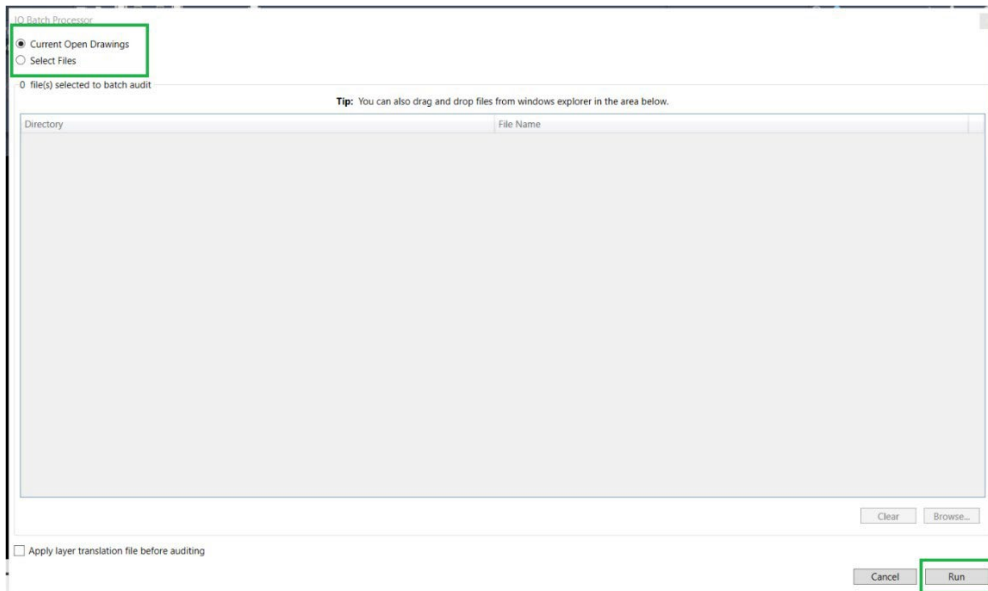 IO Batch Processor
Current Open Drawings
Select Files
0 file(s) selected to batch audit
Tip: You can also drag and drop files from windows explorer in the area below.
Directory File Name
Clear Browse...
Apply layer translation file before auditing
Cancel Run